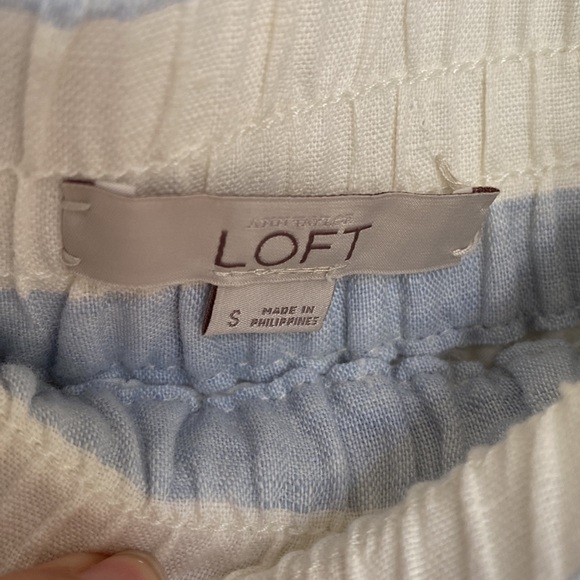 ANN TAYLOR
LOFT
S
MADE IN
PHILIPPINES